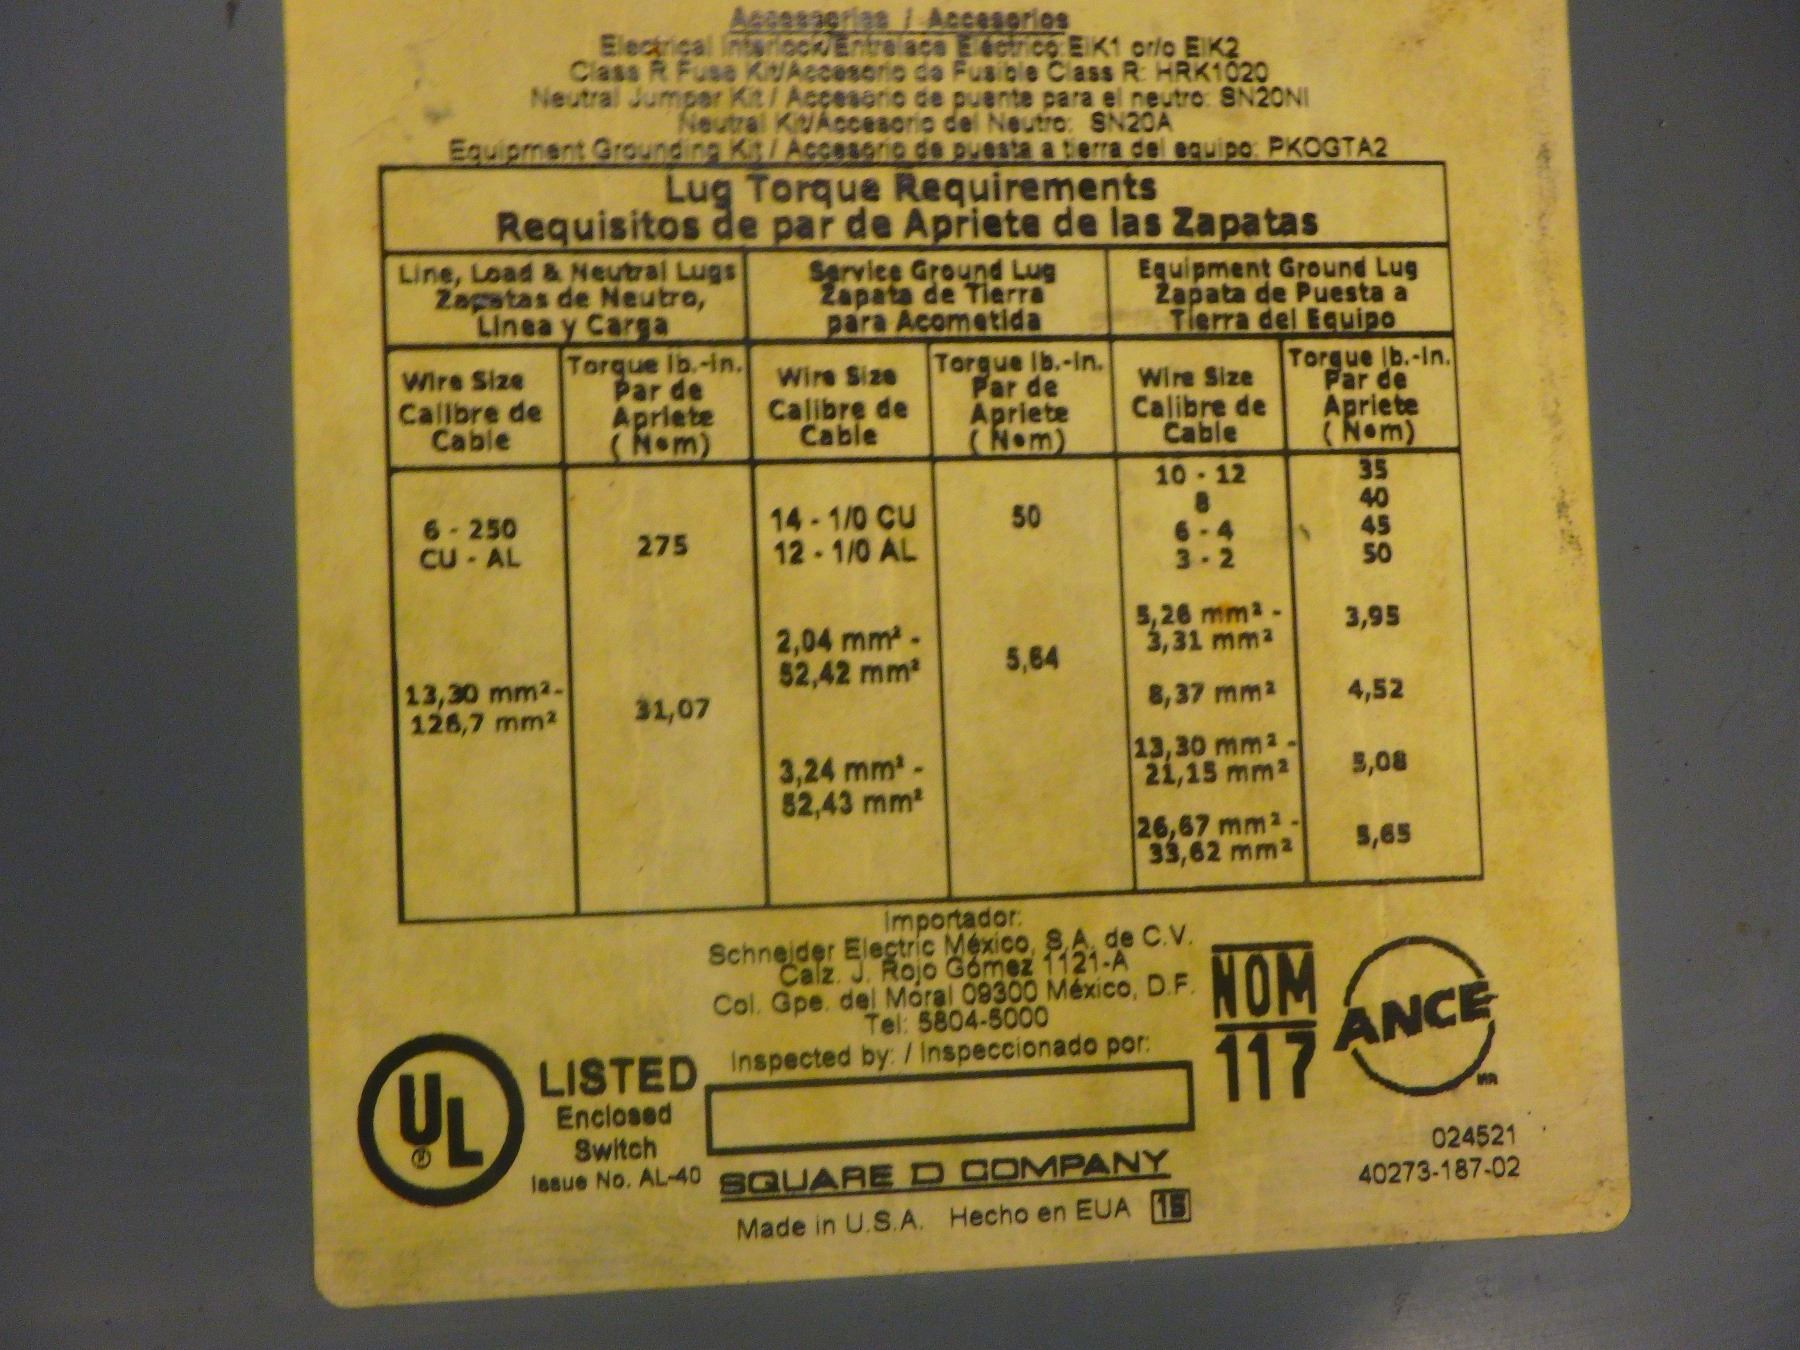 Accessories / Accesorios
Electrical Interlock/Entrelace Eléctrico: EIK1 or/o EIK2
Class R Fuse Kit/Accesorio de Fusible Class R: HRK1020
Neutral Jumper Kit / Accesorio de puente para el neutro: SN20NI
Neutral Kit/Accesorio del Neutro: SN20A
Equipment Grounding Kit / Accesorio de puesta a tierra del equipo: PKOGTA2
Lug Torque Requirements
Requisitos de par de Apriete de las Zapatas
Line, Load & Neutral Lugs
Zapatas de Neutro,
Linea y Carga
Service Ground Lug
Zapata de Tierra
para Acometida
Equipment Ground Lug
Zapata de Puesta a
Tierra del Equipo
Wire Size
Calibre de
Cable
Torque lb.-in.
Par de
Apriete
(N•m)
Wire Size
Calibre de
Cable
Torque lb.-in.
Par de
Apriete
(N•m)
Wire Size
Calibre de
Cable
Torque lb.-in.
Par de
Apriete
(N•m)
6 - 250
CU - AL
275
13,30 mm²-
126,7 mm²
31,07
14 - 1/0 CU
12 - 1/0 AL
50
2,04 mm² -
52,42 mm²
5,64
3,24 mm² -
52,43 mm²
10 - 12 35
8 40
6 - 4 45
3 - 2 50
5,26 mm² -
3,31 mm²
3,95
8,37 mm² 4,52
13,30 mm² -
21,15 mm²
5,08
26,67 mm² -
33,62 mm²
5,65
Importador:
Schneider Electric México, S.A. de C.V.
Calz. J. Rojo Gómez 1121-A
Col. Gpe. del Moral 09300 México, D.F.
Tel: 5804-5000
Inspected by: / Inspeccionado por:
NOM
117
ANCE
MR
UL
®
LISTED
Enclosed
Switch
Issue No. AL-40
SQUARE D COMPANY
Made in U.S.A. Hecho en EUA 15
024521
40273-187-02